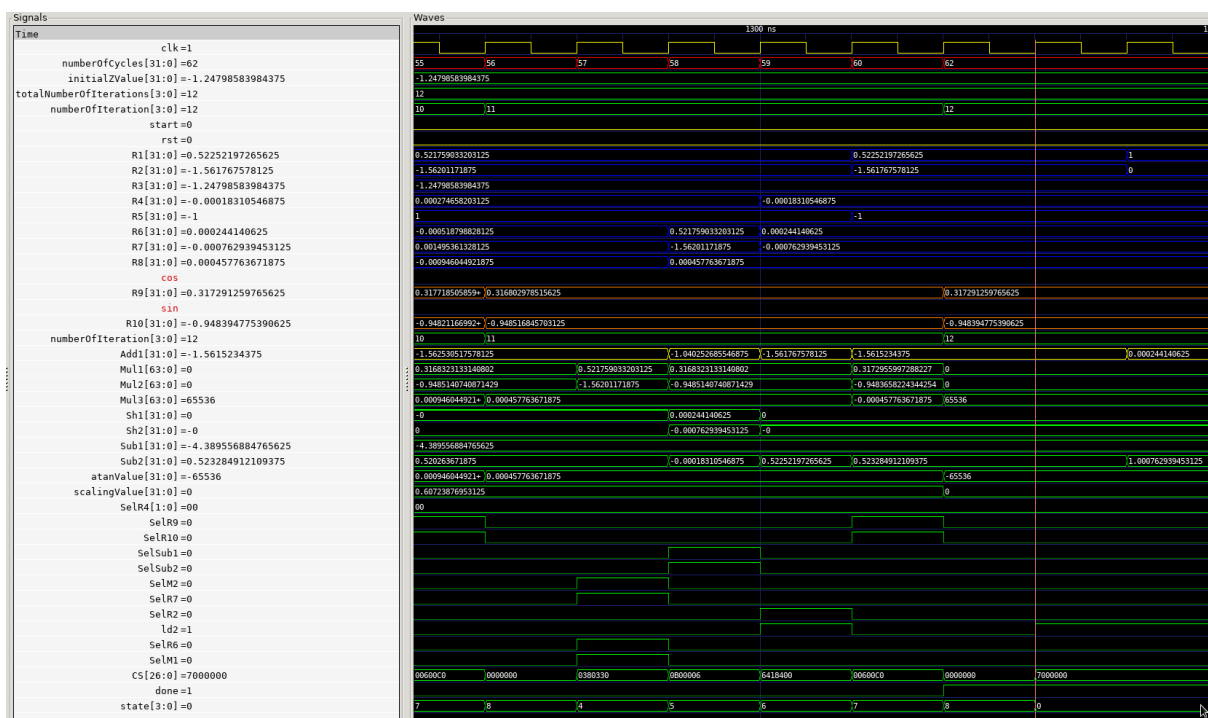 Signals
Time
clk=1
numberOfCycles[31:0]=62
initialZValue[31:0]=-1.24798583984375
totalNumberOfIterations[3:0]=12
numberOfIteration[3:0]=12
start=0
rst=0
R1[31:0]=0.52252197265625
R2[31:0]=-1.561767578125
R3[31:0]=-1.24798583984375
R4[31:0]=-0.00018310546875
R5[31:0]=-1
R6[31:0]=0.000244140625
R7[31:0]=-0.000762939453125
R8[31:0]=0.000457763671875
cos
R9[31:0]=0.317291259765625
sin
R10[31:0]=-0.948394775390625
numberOfIteration[3:0]=12
Add1[31:0]=-1.5615234375
Mul1[63:0]=0
Mul2[63:0]=0
Mul3[63:0]=65536
Sh1[31:0]=0
Sh2[31:0]=-0
Sub1[31:0]=-4.389556884765625
Sub2[31:0]=0.523284912109375
atanValue[31:0]=-65536
scalingValue[31:0]=0
SelR4[1:0]=00
SelR9=0
SelR10=0
SelSub1=0
SelSub2=0
SelM2=0
SelR7=0
SelR2=0
ld2=1
SelR6=0
SelM1=0
CS[26:0]=7000000
done=1
state[3:0]=0
Waves
1300 ns
55 56 57 58 59 60 62
-1.24798583984375
12
10 11 12
0.521759033203125 0.52252197265625 1
-1.56201171875 -1.561767578125 0
-1.24798583984375
0.000274658203125 -0.00018310546875
1 -1
-0.000518798828125 0.521759033203125 0.000244140625
0.001495361328125 -1.56201171875 -0.000762939453125
-0.000946044921875 0.000457763671875
0.317718505859+ 0.316802978515625 0.317291259765625
-0.94821166992+ -0.948516845703125 -0.948394775390625
10 11 12
-1.562530517578125 -1.040252685546875 -1.561767578125 -1.5615234375 0.000244140625
0.3168323133140802 0.521759033203125 0.3168323133140802 0.3172955997288227 0
-0.9485140740871429 -1.56201171875 -0.9485140740871429 -0.9483658224344254 0
0.000946044921+ 0.000457763671875 -0.000457763671875 65536
-0 0.000244140625 0
0 -0.000762939453125 -0
-4.389556884765625
0.520263671875 -0.00018310546875 0.52252197265625 0.523284912109375 1.000762939453125
0.000946044921+ 0.000457763671875 -65536
0.60723876953125 0
00
00600C0 0000000 0380330 0B00006 6418400 00600C0 0000000 7000000
7 8 4 5 6 7 8 0